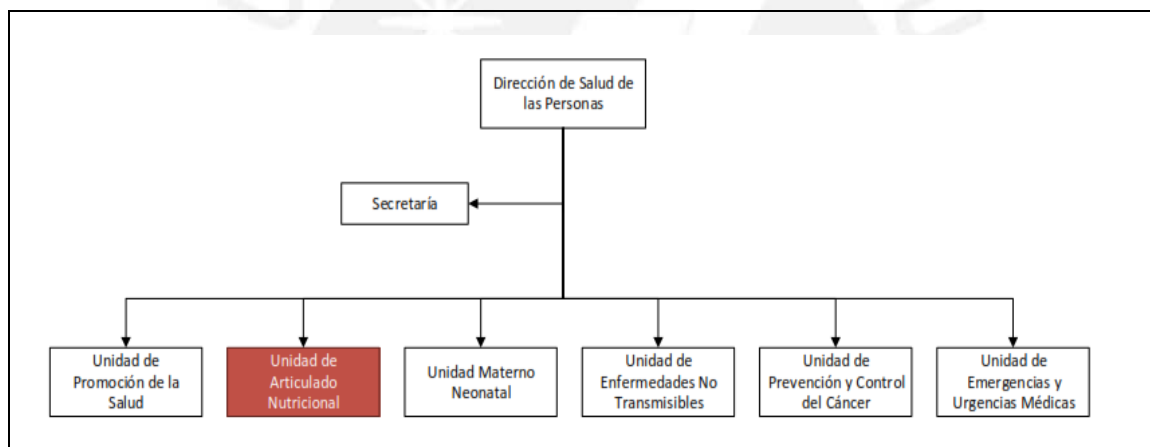 Dirección de Salud de
las Personas
Secretaría
Unidad de
Promoción de la
Salud
Unidad de
Articulado
Nutricional
Unidad Materno
Neonatal
Unidad de
Enfermedades No
Transmisibles
Unidad de
Prevención y Control
del Cáncer
Unidad de
Emergencias y
Urgencias Médicas